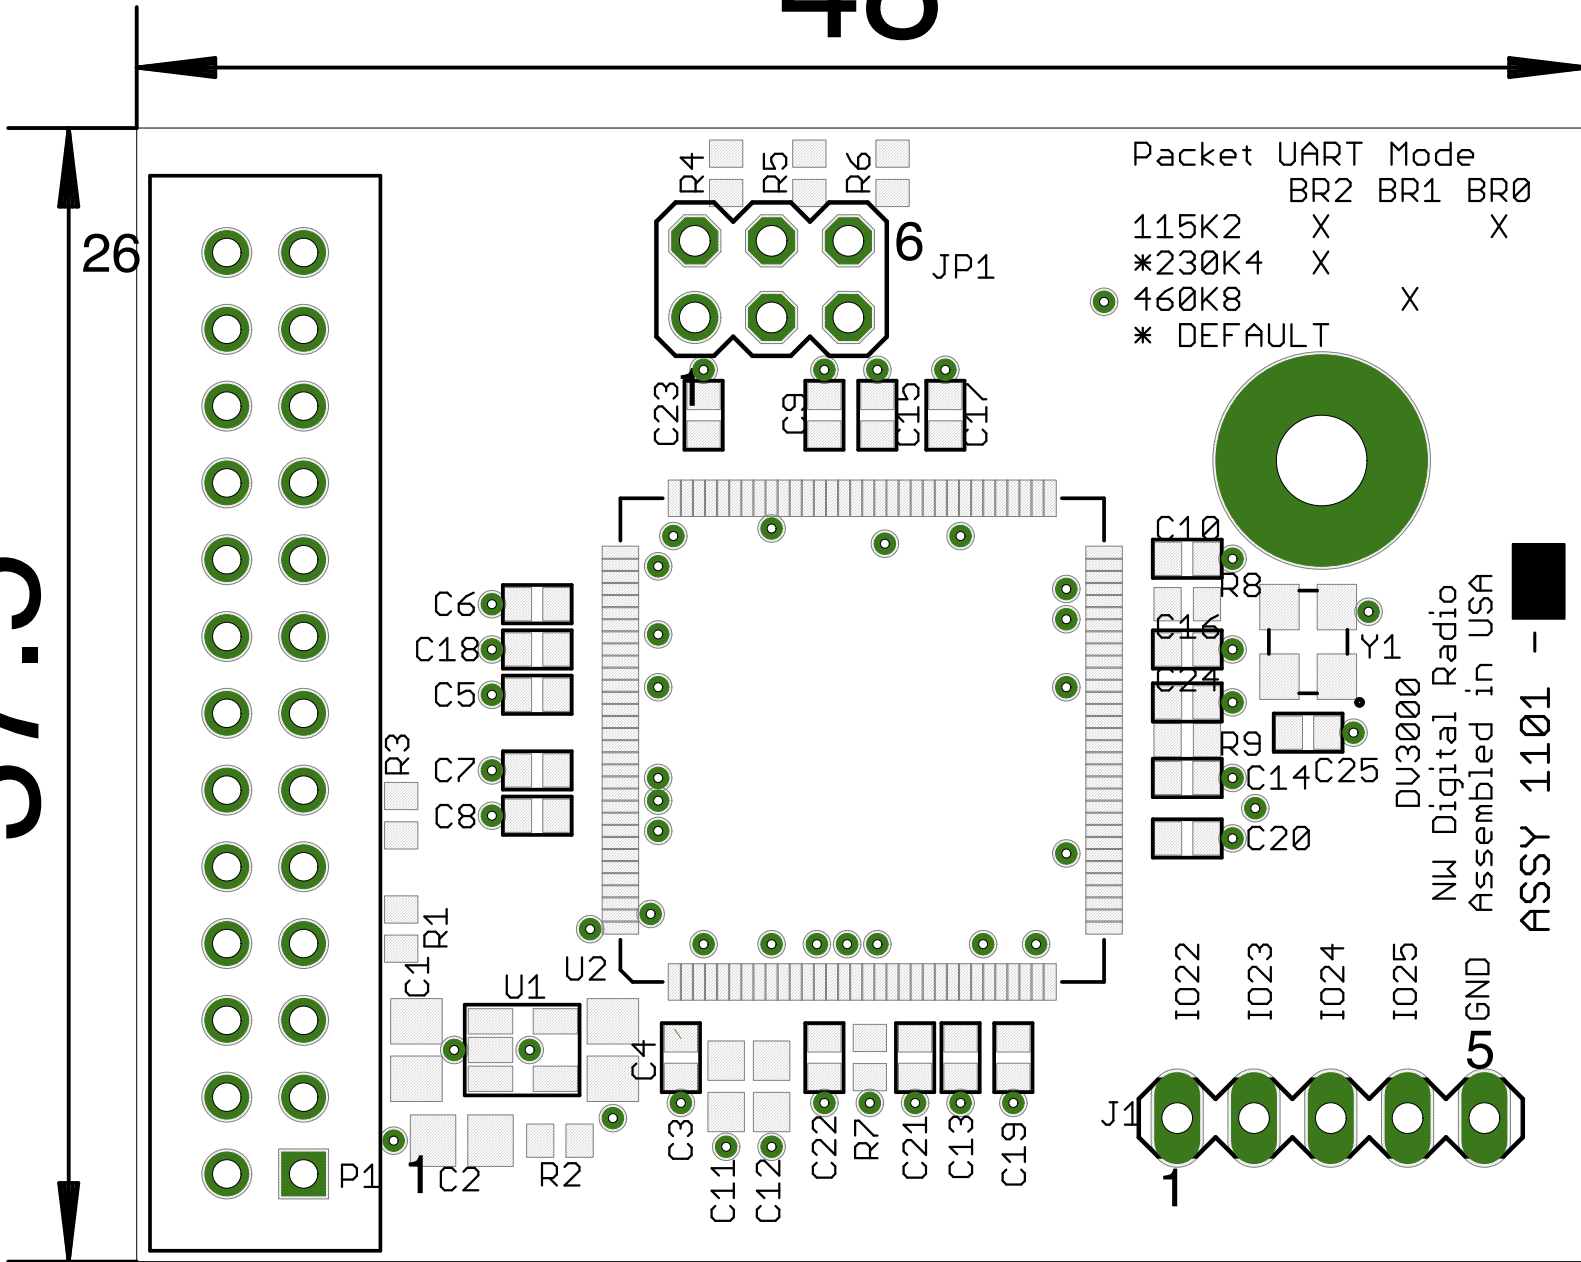 48
Packet UART Mode
BR2 BR1 BR0
115K2 X X
*230K4 X
460K8 X
* DEFAULT
R4
R5
R6
26
6
JP1
1
C23
C9
C15
C17
C10
R8
C16
C24
R9
C14
C20
Y1
C25
C6
C18
C5
C7
C8
R3
R1
C1
U1
U2
DV3000
NW Digital Radio
Assembled in USA
ASSY 1101 -
IO22
IO23
IO24
IO25
GND
5
J1
1
C4
C3
C11
C12
C22
R7
C21
C13
C19
P1
1
C2
R2